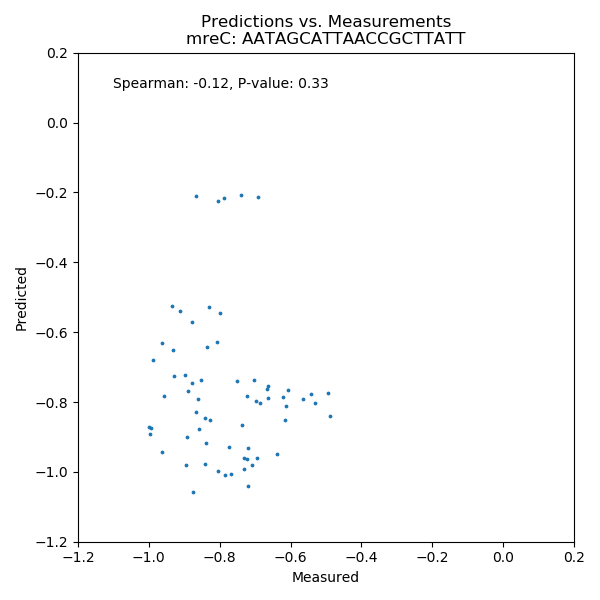 Predictions vs. Measurements
mreC: AATAGCATTAACCGCTTATT
Spearman: -0.12, P-value: 0.33
0.2
0.0
−0.2
−0.4
−0.6
−0.8
−1.0
−1.2
Predicted
−1.2 −1.0 −0.8 −0.6 −0.4 −0.2 0.0 0.2
Measured